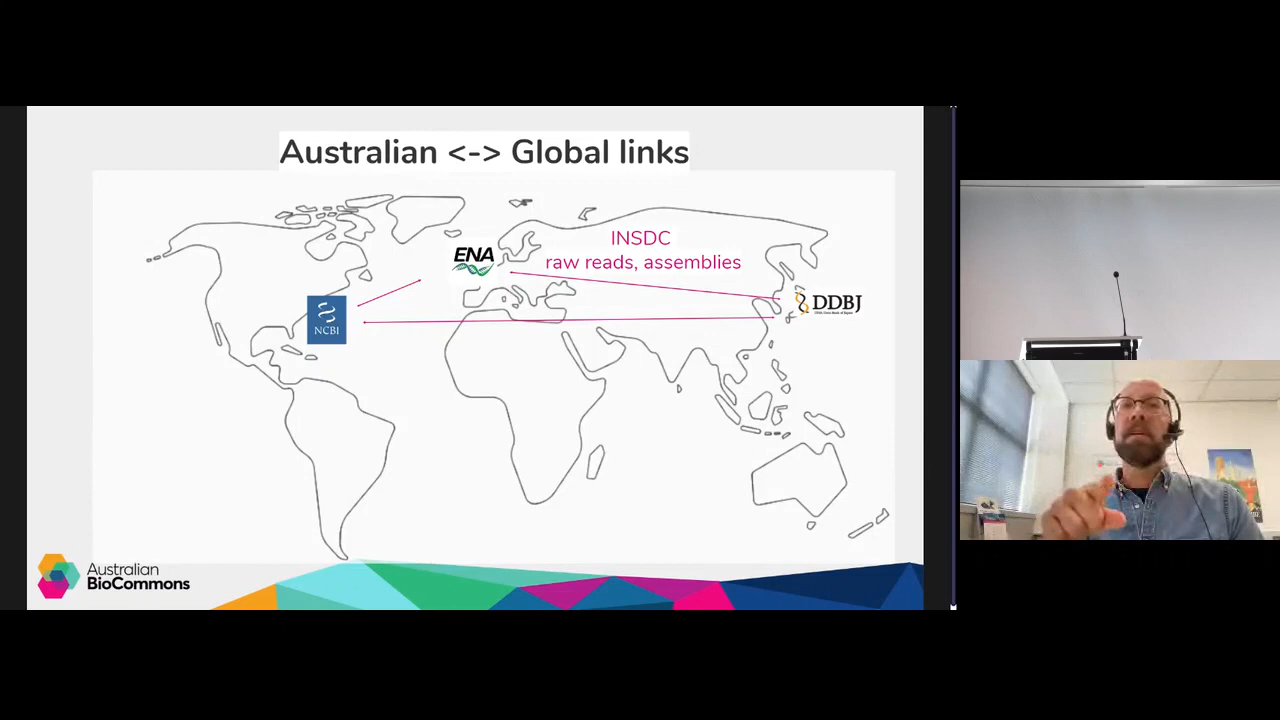 Australian <-> Global links
INSDC
raw reads, assemblies
ENA
NCBI
DDBJ
Australian
BioCommons